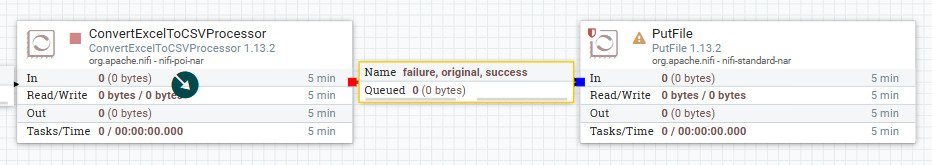 ConvertExcelToCSVProcessor
ConvertExcelToCSVProcessor 1.13.2
org.apache.nifi - nifi-poi-nar
In 0 (0 bytes) 5 min
Read/Write 0 bytes / 0 bytes 5 min
Out 0 (0 bytes) 5 min
Tasks/Time 0 / 00:00:00.000 5 min
Name failure, original, success
Queued 0 (0 bytes)
PutFile
PutFile 1.13.2
org.apache.nifi - nifi-standard-nar
In 0 (0 bytes) 5 min
Read/Write 0 bytes / 0 bytes 5 min
Out 0 (0 bytes) 5 min
Tasks/Time 0 / 00:00:00.000 5 min